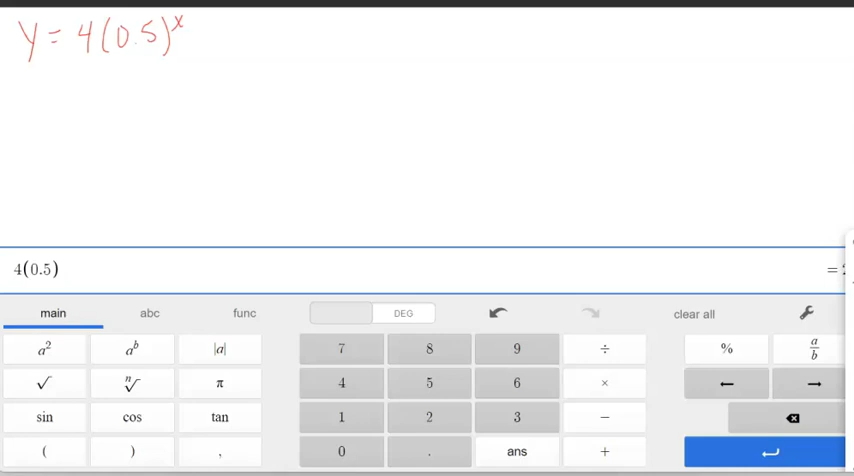 y = 4(0.5)^x
4(0.5) = 2
main abc func DEG clear all
a² a^b |a| 7 8 9 ÷ % a/b
√ ⁿ√ π 4 5 6 × ← →
sin cos tan 1 2 3 −
( ) , 0 . ans +